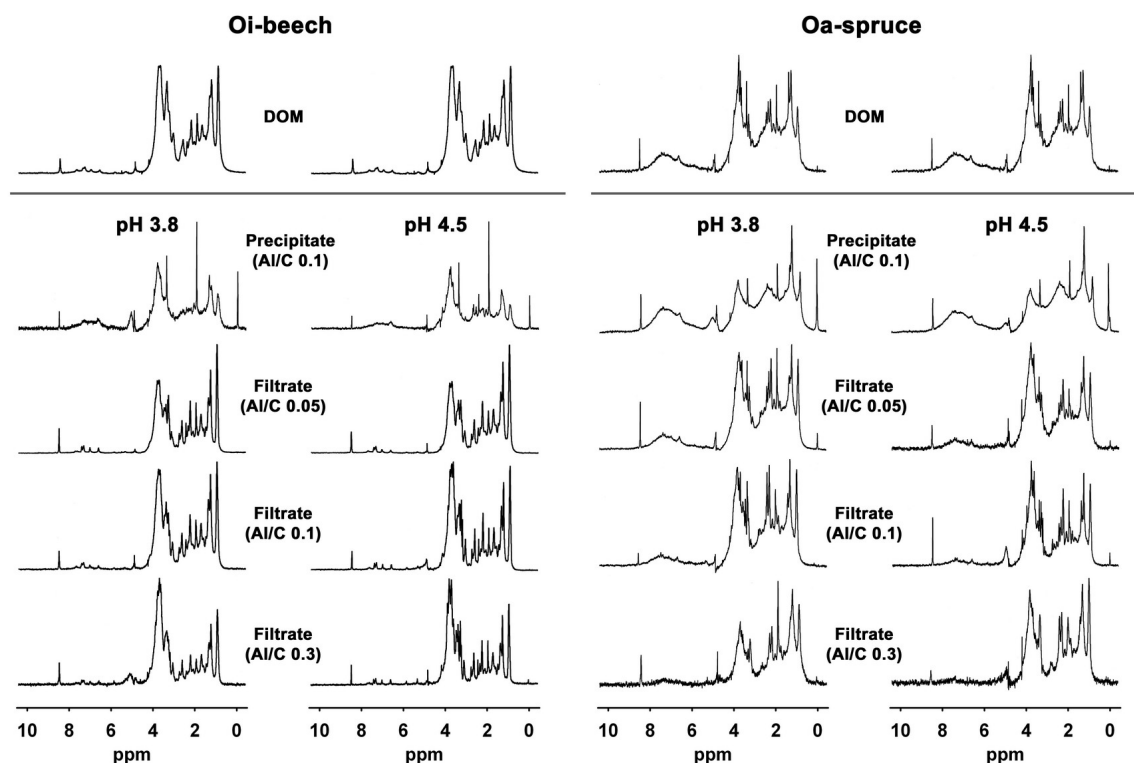 Oi-beech
Oa-spruce
DOM
DOM
pH 3.8
pH 4.5
pH 3.8
pH 4.5
Precipitate
(Al/C 0.1)
Precipitate
(Al/C 0.1)
Filtrate
(Al/C 0.05)
Filtrate
(Al/C 0.05)
Filtrate
(Al/C 0.1)
Filtrate
(Al/C 0.1)
Filtrate
(Al/C 0.3)
Filtrate
(Al/C 0.3)
10 8 6 4 2 0
10 8 6 4 2 0
10 8 6 4 2 0
10 8 6 4 2 0
ppm
ppm
ppm
ppm